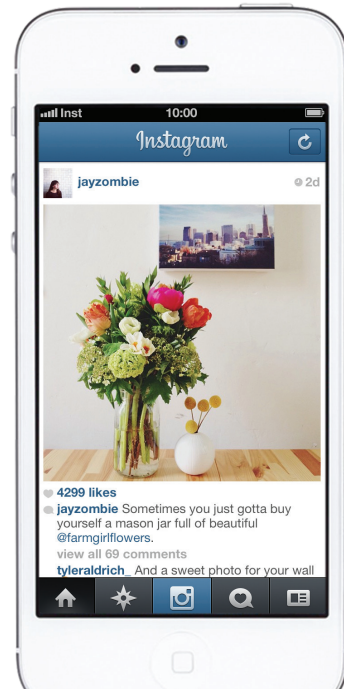 Inst
10:00
Instagram
jayzombie
2d
4299 likes
jayzombie Sometimes you just gotta buy
yourself a mason jar full of beautiful
@farmgirlflowers.
view all 69 comments
tyleraldrich_ And a sweet photo for your wall